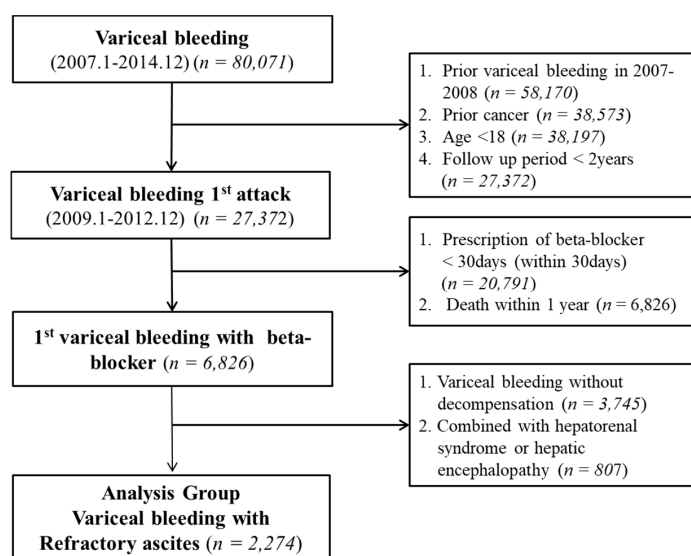 Variceal bleeding
(2007.1-2014.12) (n = 80,071)
1. Prior variceal bleeding in 2007-
2008 (n = 58,170)
2. Prior cancer (n = 38,573)
3. Age <18 (n = 38,197)
4. Follow up period < 2years
(n = 27,372)
Variceal bleeding 1st attack
(2009.1-2012.12) (n = 27,372)
1. Prescription of beta-blocker
< 30days (within 30days)
(n = 20,791)
2. Death within 1 year (n = 6,826)
1st variceal bleeding with beta-
blocker (n = 6,826)
1. Variceal bleeding without
decompensation (n = 3,745)
2. Combined with hepatorenal
syndrome or hepatic
encephalopathy (n = 807)
Analysis Group
Variceal bleeding with
Refractory ascites (n = 2,274)